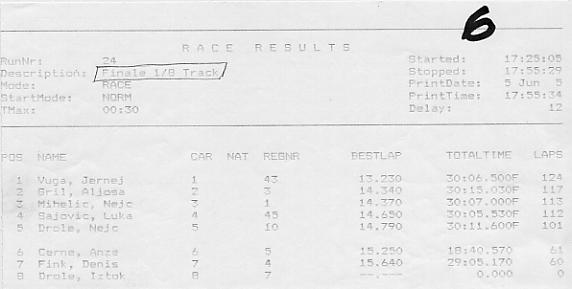 6
RACE RESULTS
RunNr: 24 Started: 17:25:05
Description: Finale 1/8 Track Stopped: 17:55:29
Mode: RACE PrintDate: 5 Jun 5
StartMode: NORM PrintTime: 17:55:34
TMax: 00:30 Delay: 12
POS NAME CAR NAT REGNR BESTLAP TOTALTIME LAPS
1 Vuga, Jernej 1 43 13.230 30:06.500F 124
2 Gril, Aljosa 2 3 14.340 30:15.030F 117
3 Mihelic, Nejc 3 1 14.370 30:07.000F 113
4 Sajovic, Luka 4 45 14.650 30:05.530F 112
5 Drole, Nejc 5 10 14.790 30:11.600F 101
6 Cerne, Anze 6 5 15.250 18:40.570 61
7 Fink, Denis 7 4 15.640 29:05.170 60
8 Drole, Iztok 8 7 --.--- 0.000 0